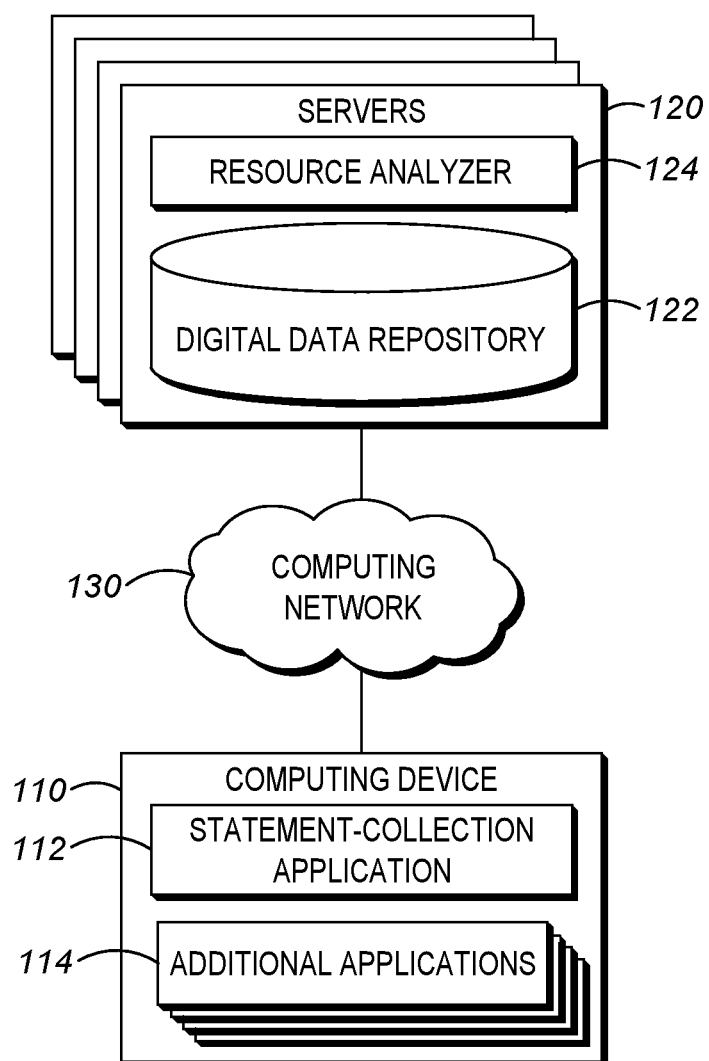 SERVERS
120
RESOURCE ANALYZER
124
DIGITAL DATA REPOSITORY
122
130
COMPUTING
NETWORK
110
COMPUTING DEVICE
112
STATEMENT-COLLECTION
APPLICATION
114
ADDITIONAL APPLICATIONS